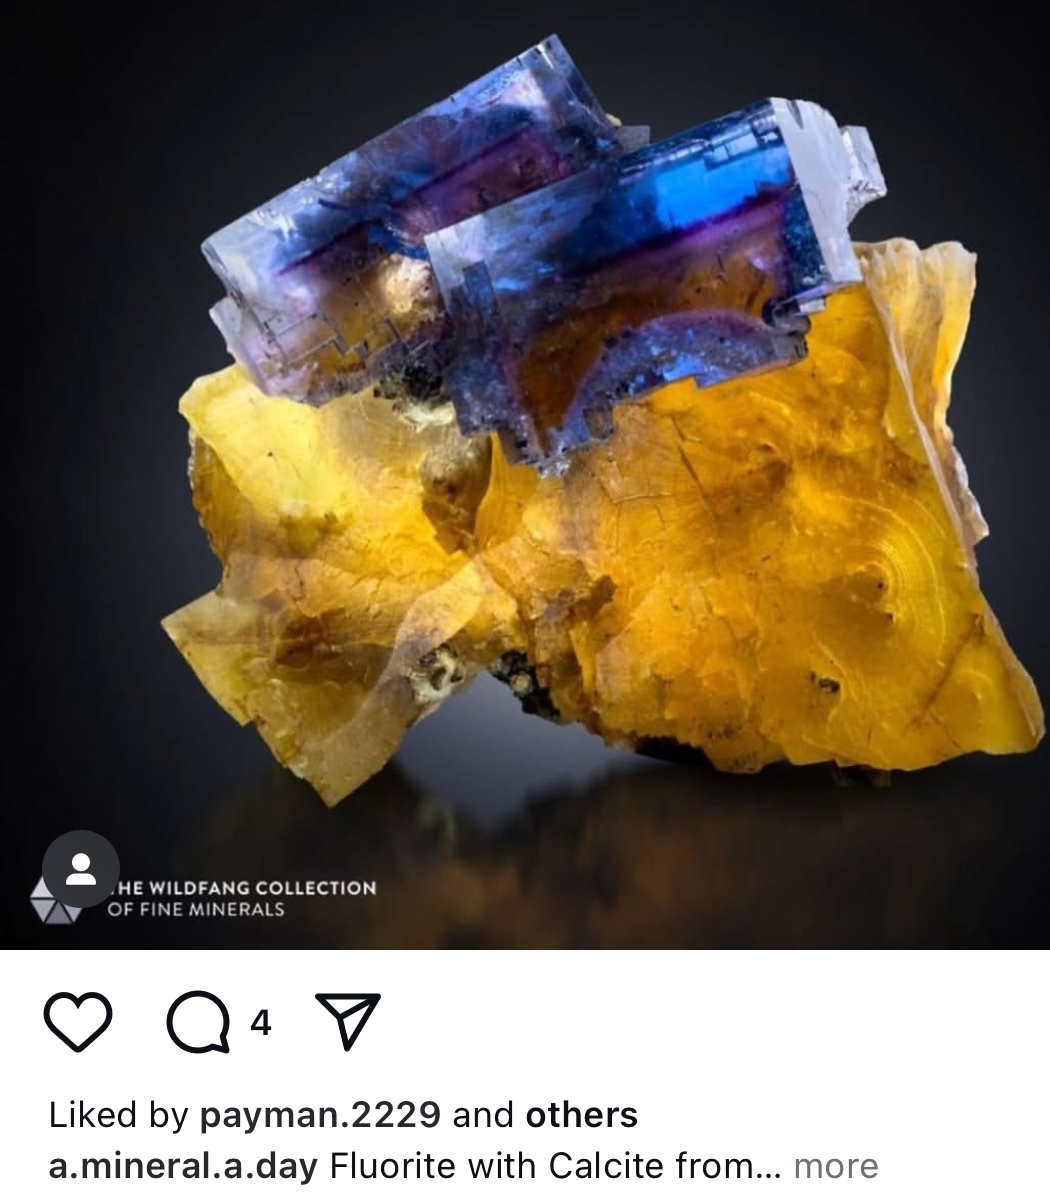 THE WILDFANG COLLECTION
OF FINE MINERALS
4
Liked by payman.2229 and others
a.mineral.a.day Fluorite with Calcite from... more